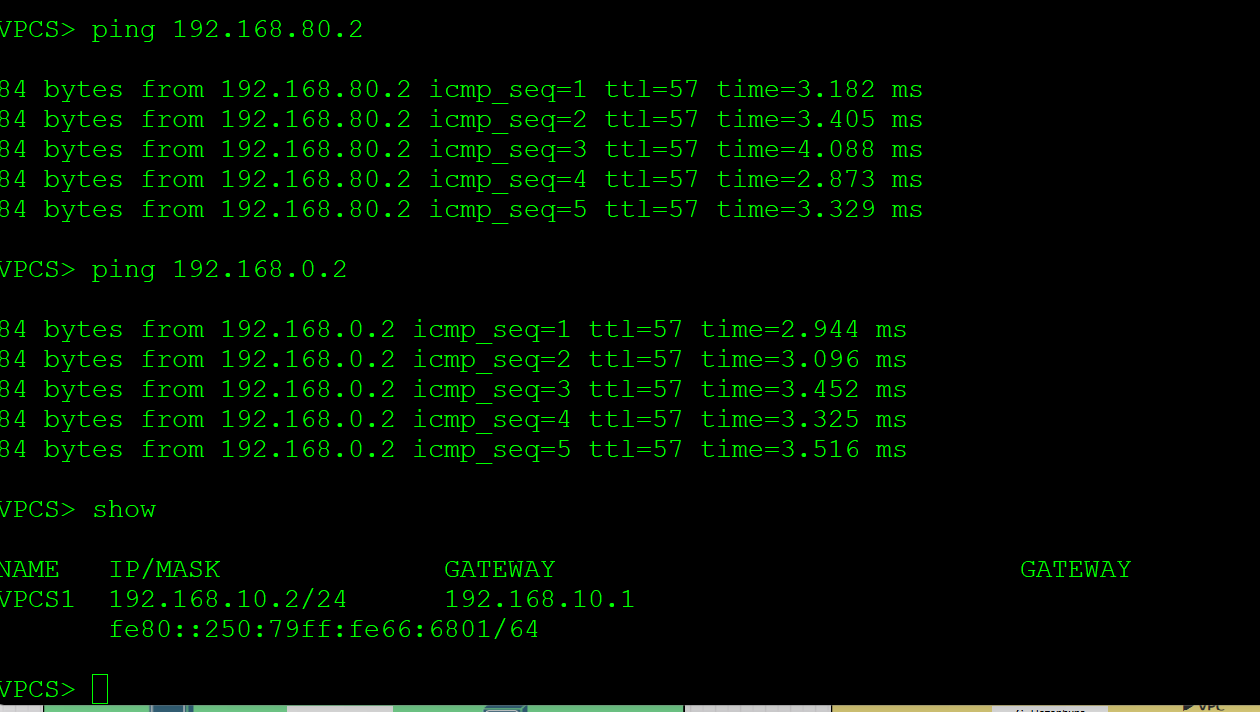 VPCS> ping 192.168.80.2
84 bytes from 192.168.80.2 icmp_seq=1 ttl=57 time=3.182 ms
84 bytes from 192.168.80.2 icmp_seq=2 ttl=57 time=3.405 ms
84 bytes from 192.168.80.2 icmp_seq=3 ttl=57 time=4.088 ms
84 bytes from 192.168.80.2 icmp_seq=4 ttl=57 time=2.873 ms
84 bytes from 192.168.80.2 icmp_seq=5 ttl=57 time=3.329 ms
VPCS> ping 192.168.0.2
84 bytes from 192.168.0.2 icmp_seq=1 ttl=57 time=2.944 ms
84 bytes from 192.168.0.2 icmp_seq=2 ttl=57 time=3.096 ms
84 bytes from 192.168.0.2 icmp_seq=3 ttl=57 time=3.452 ms
84 bytes from 192.168.0.2 icmp_seq=4 ttl=57 time=3.325 ms
84 bytes from 192.168.0.2 icmp_seq=5 ttl=57 time=3.516 ms
VPCS> show
NAME IP/MASK GATEWAY GATEWAY
VPCS1 192.168.10.2/24 192.168.10.1
fe80::250:79ff:fe66:6801/64
VPCS>
VPC